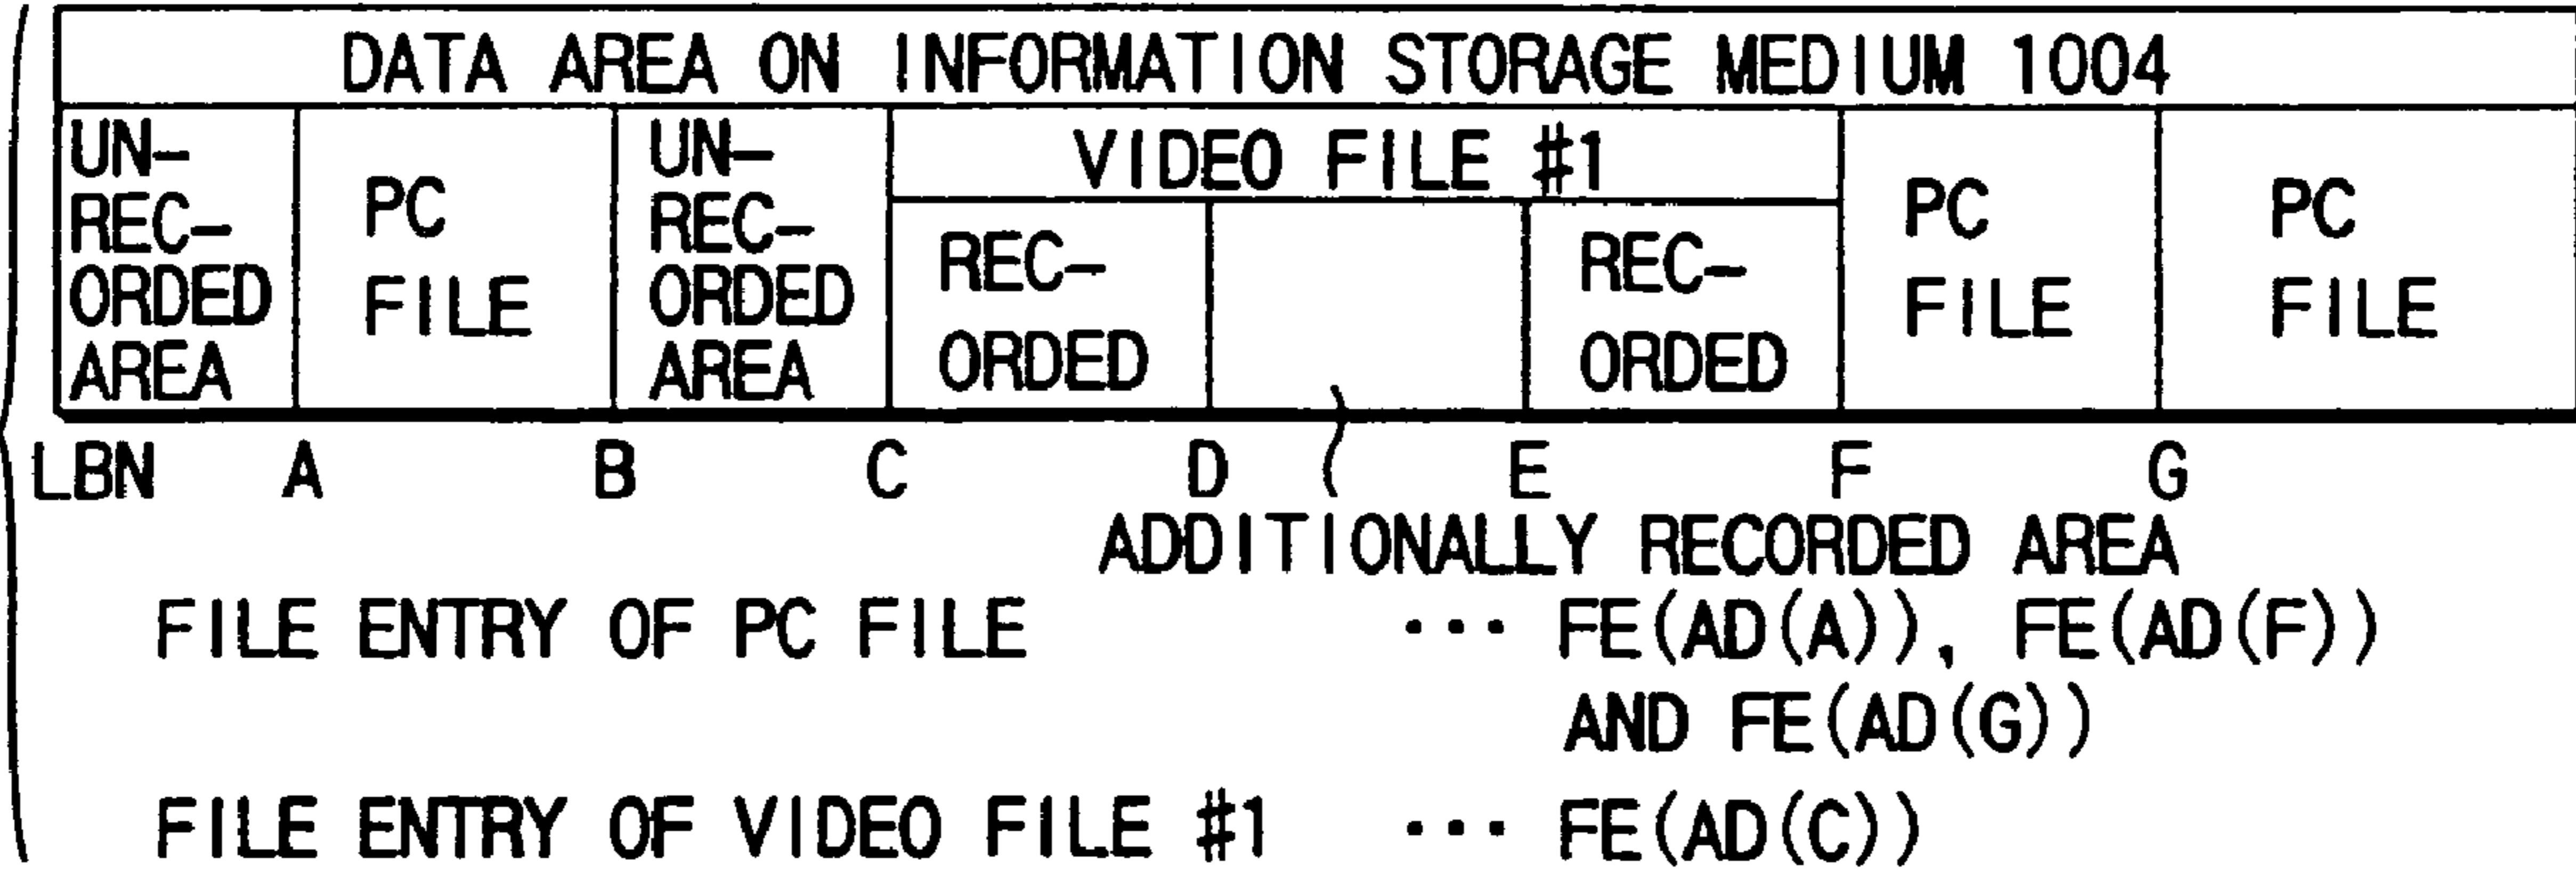 DATA AREA ON INFORMATION STORAGE MEDIUM 1004
UN-
REC-
ORDED
AREA
PC
FILE
UN-
REC-
ORDED
AREA
VIDEO FILE #1
REC-
ORDED
REC-
ORDED
PC
FILE
PC
FILE
LBN A B C D E F G
ADDITIONALLY RECORDED AREA
FILE ENTRY OF PC FILE ··· FE(AD(A)), FE(AD(F))
AND FE(AD(G))
FILE ENTRY OF VIDEO FILE #1 ··· FE(AD(C))